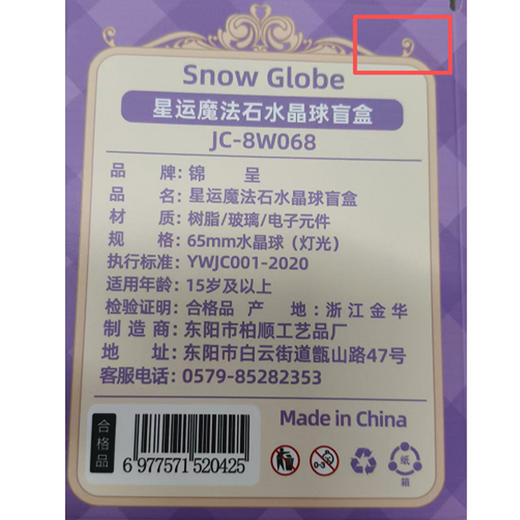 Snow Globe
星运魔法石水晶球盲盒
JC-8W068
品 牌：锦 呈
品 名：星运魔法石水晶球盲盒
材 质：树脂/玻璃/电子元件
规 格：65mm水晶球（灯光）
执行标准：YWJC001-2020
适用年龄：15岁及以上
检验证明：合格品 产 地：浙江金华
制 造 商：东阳市柏顺工艺品厂
地 址：东阳市白云街道甑山路47号
客服电话：0579-85282353
合格品
6 977571 520425
Made in China
纸
箱